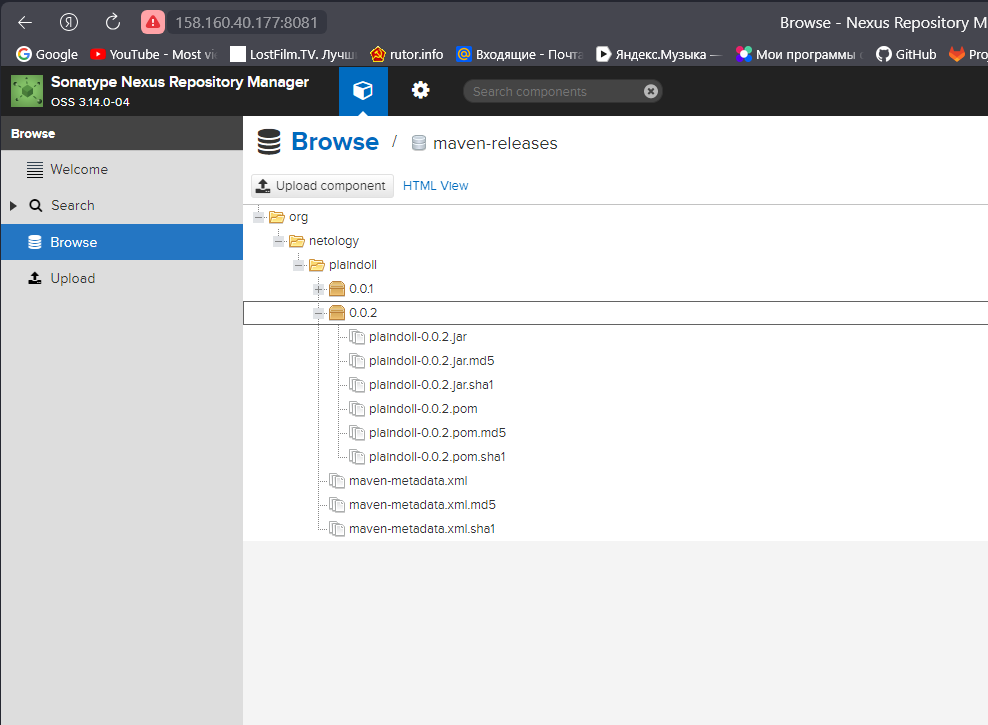 158.160.40.177:8081
Browse - Nexus Repository M
Google YouTube - Most vi LostFilm.TV. Лучш rutor.info Входящие - Почта Яндекс.Музыка — Мои программы GitHub Pro
Sonatype Nexus Repository Manager
OSS 3.14.0-04
Search components
Browse
Welcome
Search
Browse
Upload
Browse / maven-releases
Upload component HTML View
org
netology
plaindoll
0.0.1
0.0.2
plaindoll-0.0.2.jar
plaindoll-0.0.2.jar.md5
plaindoll-0.0.2.jar.sha1
plaindoll-0.0.2.pom
plaindoll-0.0.2.pom.md5
plaindoll-0.0.2.pom.sha1
maven-metadata.xml
maven-metadata.xml.md5
maven-metadata.xml.sha1